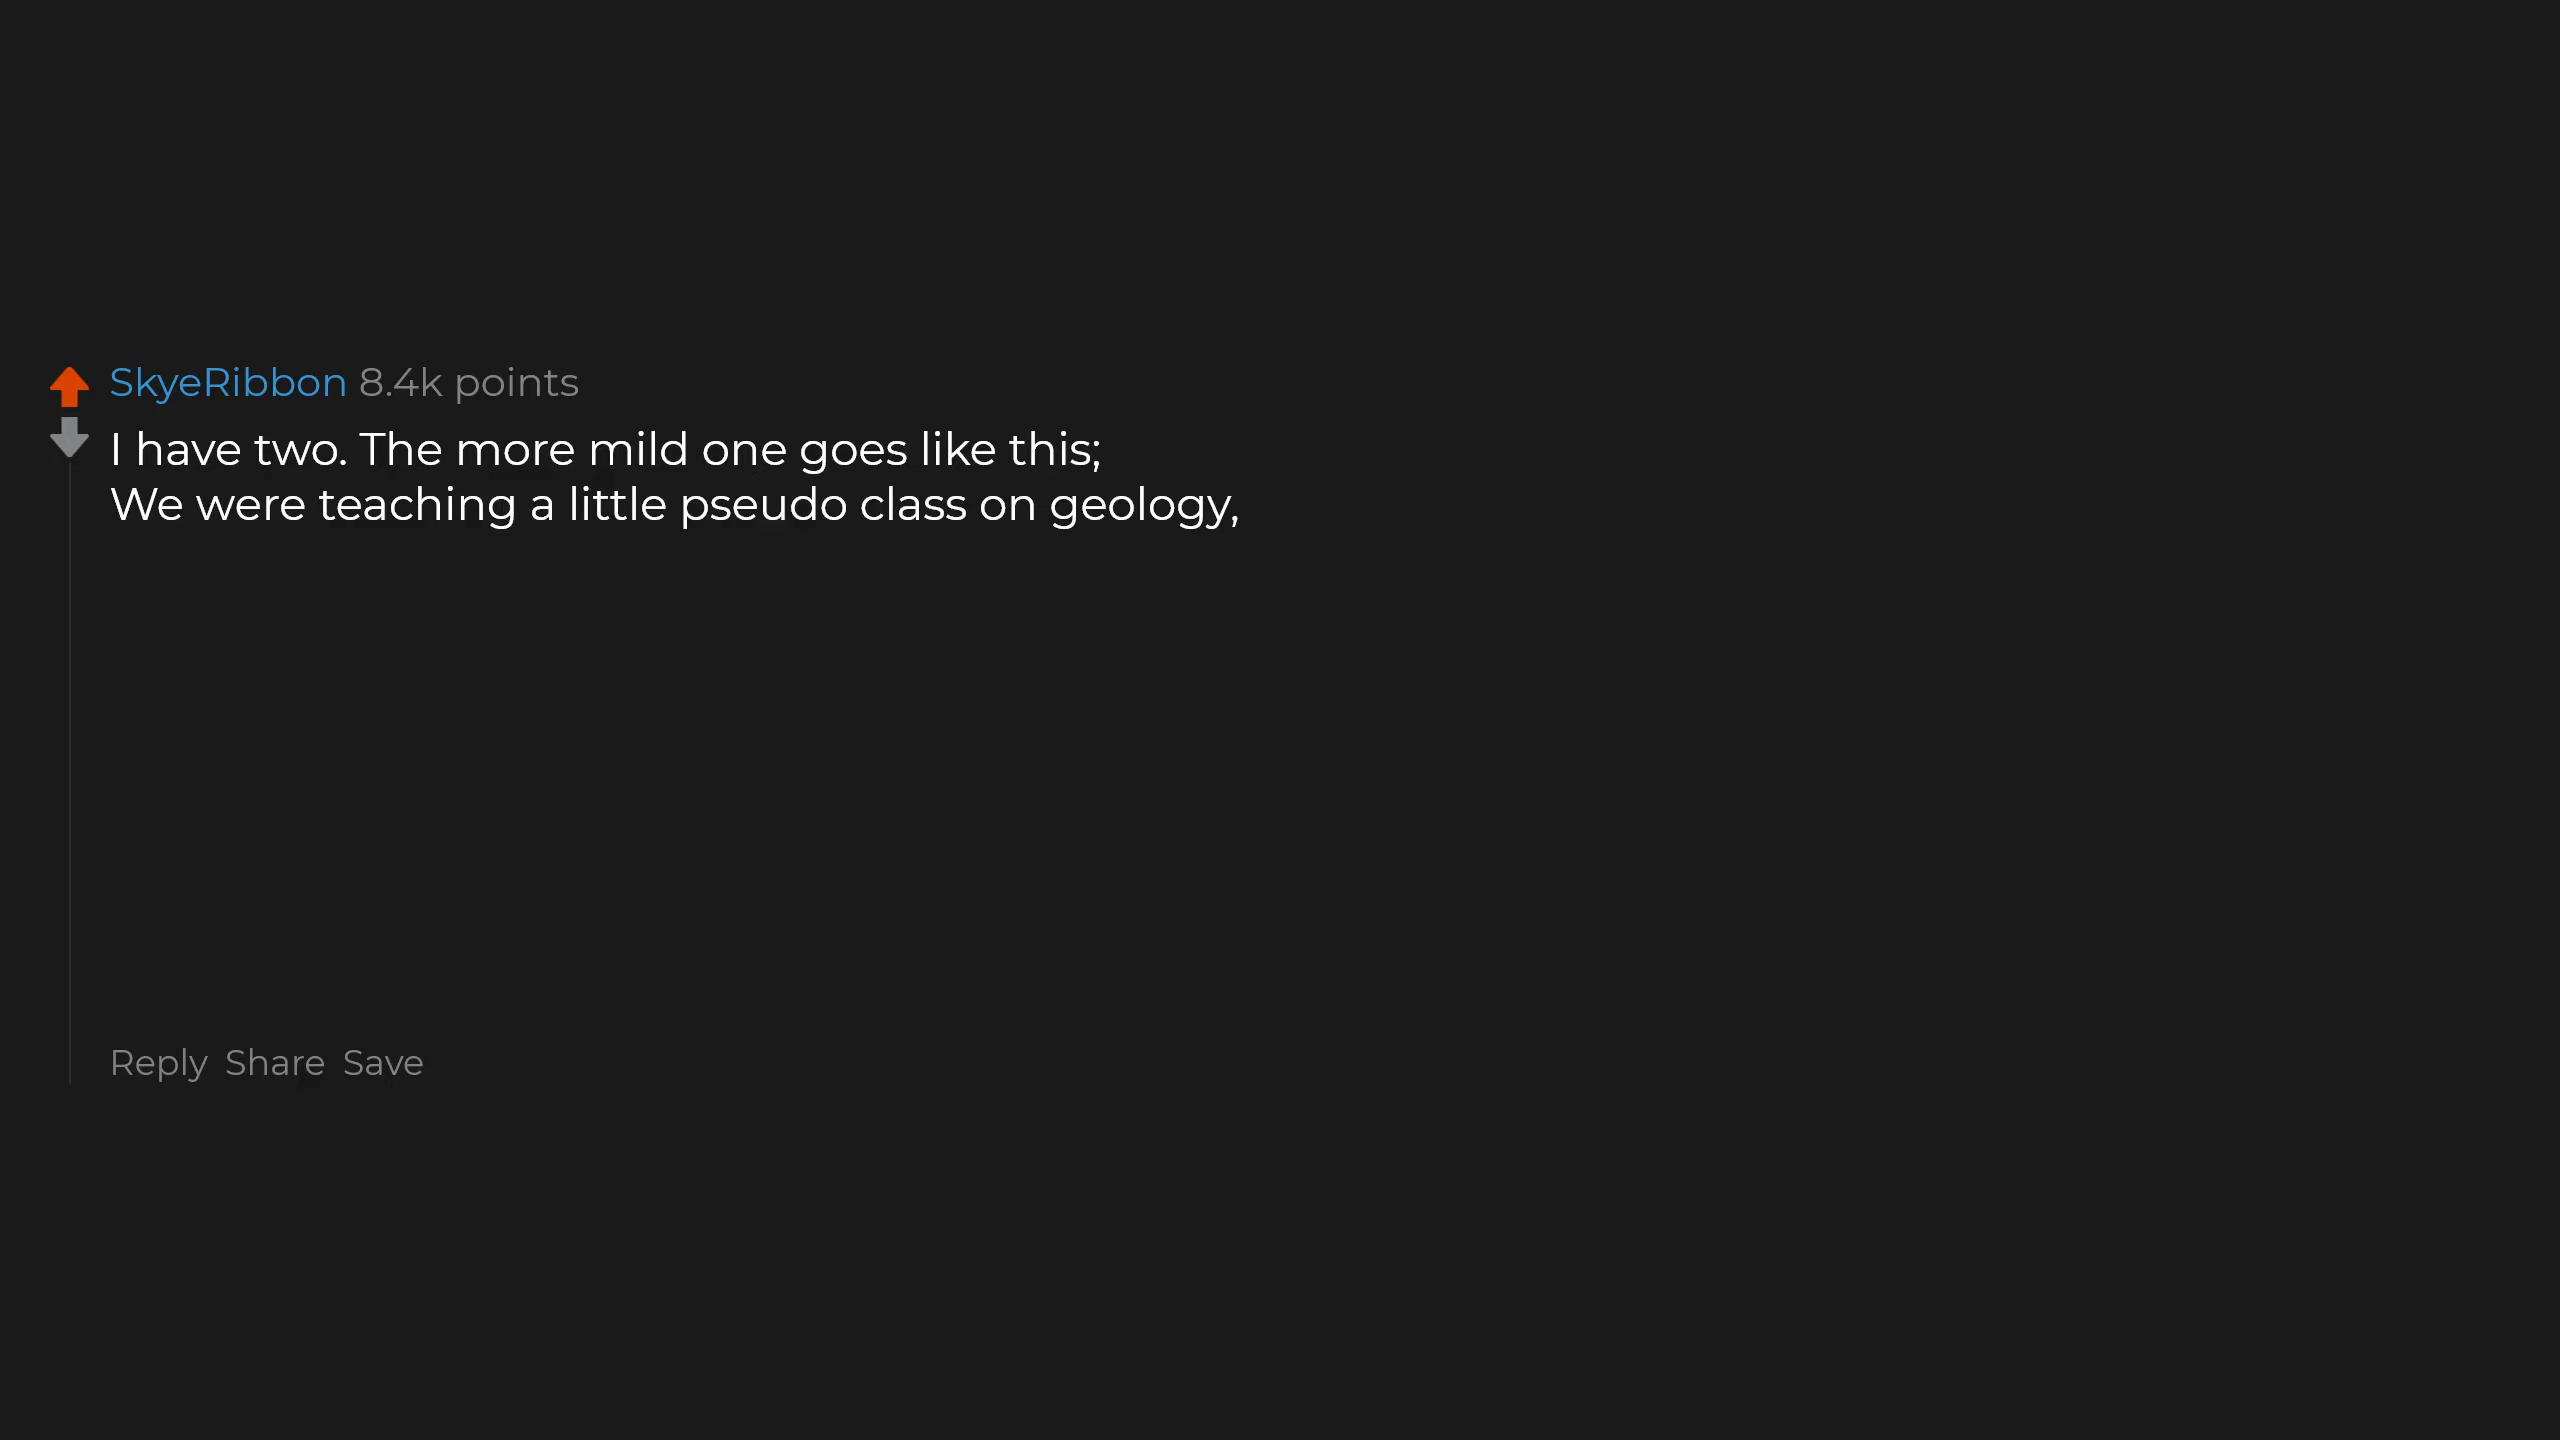 SkyeRibbon 8.4k points
I have two. The more mild one goes like this;
We were teaching a little pseudo class on geology,
Reply Share Save